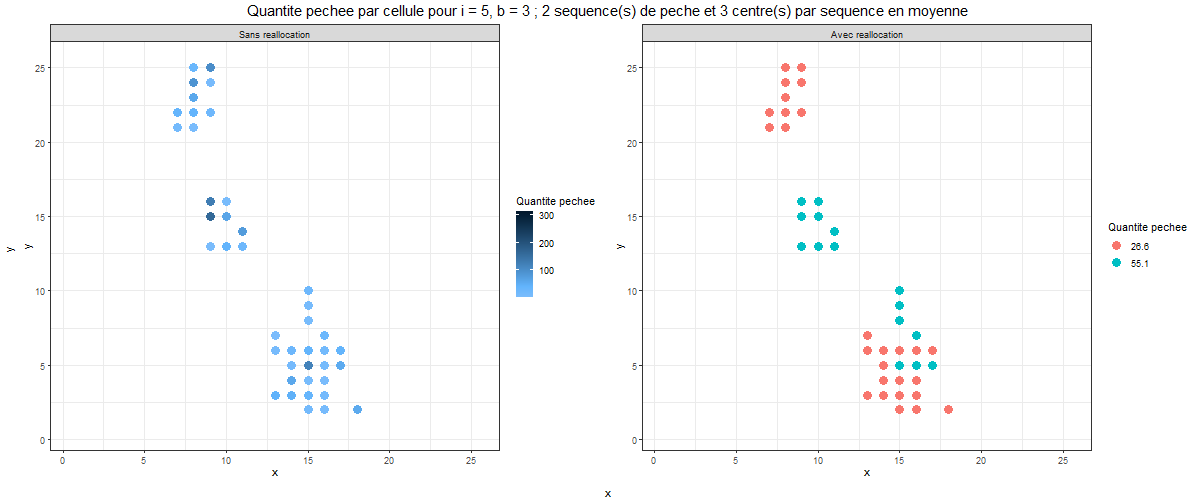 Quantite pechee par cellule pour i = 5, b = 3 ; 2 sequence(s) de peche et 3 centre(s) par sequence en moyenne
Sans reallocation
25
20
15
10
5
0
0 5 10 15 20 25
x
y
y
Quantite pechee
300
200
100
Avec reallocation
25
20
15
10
5
0
0 5 10 15 20 25
x
y
Quantite pechee
26.6
55.1
x